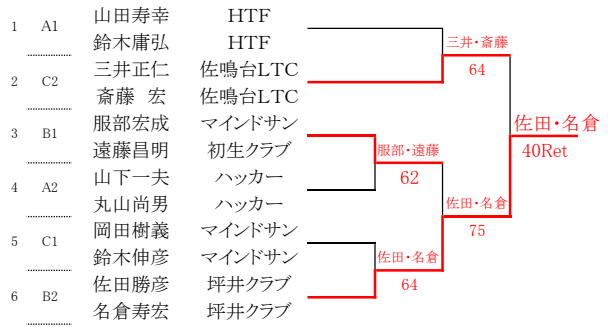 山田寿幸 HTF
1 A1
鈴木庸弘 HTF
三井・斎藤
三井正仁 佐鳴台LTC
2 C2
64
斎藤 宏 佐鳴台LTC
服部宏成 マインドサン
佐田・名倉
3 B1
遠藤昌明 初生クラブ
服部・遠藤
40Ret
山下一夫 ハッカー
4 A2
62
丸山尚男 ハッカー
佐田・名倉
岡田樹義 マインドサン
75
5 C1
鈴木伸彦 マインドサン
佐田・名倉
佐田勝彦 坪井クラブ
64
6 B2
名倉寿宏 坪井クラブ